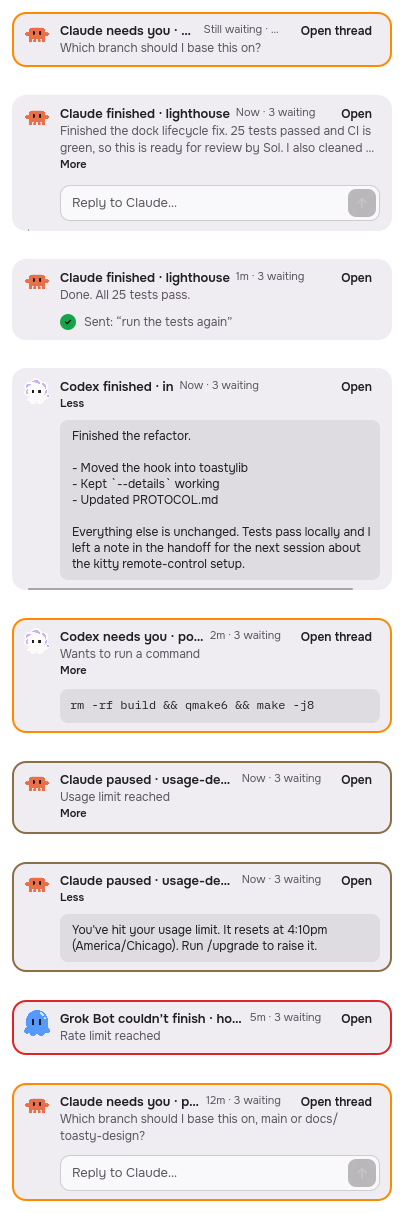 Claude needs you · ... Still waiting · ... Open thread
Which branch should I base this on?
Claude finished · lighthouse Now · 3 waiting Open
Finished the dock lifecycle fix. 25 tests passed and CI is
green, so this is ready for review by Sol. I also cleaned ...
More
Reply to Claude...
Claude finished · lighthouse 1m · 3 waiting Open
Done. All 25 tests pass.
Sent: “run the tests again”
Codex finished · in Now · 3 waiting Open
Less
Finished the refactor.
- Moved the hook into toastylib
- Kept `--details` working
- Updated PROTOCOL.md
Everything else is unchanged. Tests pass locally and I
left a note in the handoff for the next session about
the kitty remote-control setup.
Codex needs you · po... 2m · 3 waiting Open thread
Wants to run a command
More
rm -rf build && qmake6 && make -j8
Claude paused · usage-de... Now · 3 waiting Open
Usage limit reached
More
Claude paused · usage-de... Now · 3 waiting Open
Less
You've hit your usage limit. It resets at 4:10pm
(America/Chicago). Run /upgrade to raise it.
Grok Bot couldn’t finish · ho... 5m · 3 waiting Open
Rate limit reached
Claude needs you · p... 12m · 3 waiting Open thread
Which branch should I base this on, main or docs/
toasty-design?
Reply to Claude...